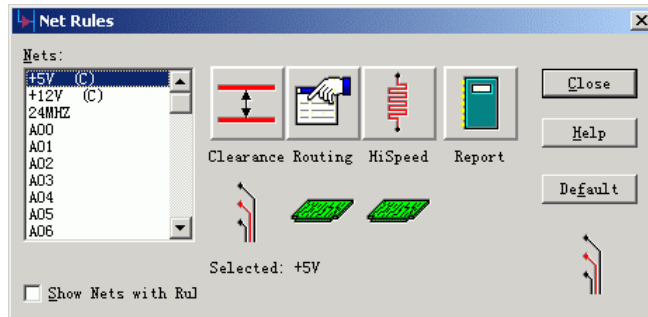 Net Rules
Nets:
+5V (C)
+12V (C)
24MHZ
A00
A01
A02
A03
A04
A05
A06
Clearance Routing HiSpeed Report
Selected: +5V
Show Nets with Rul
Close
Help
Default